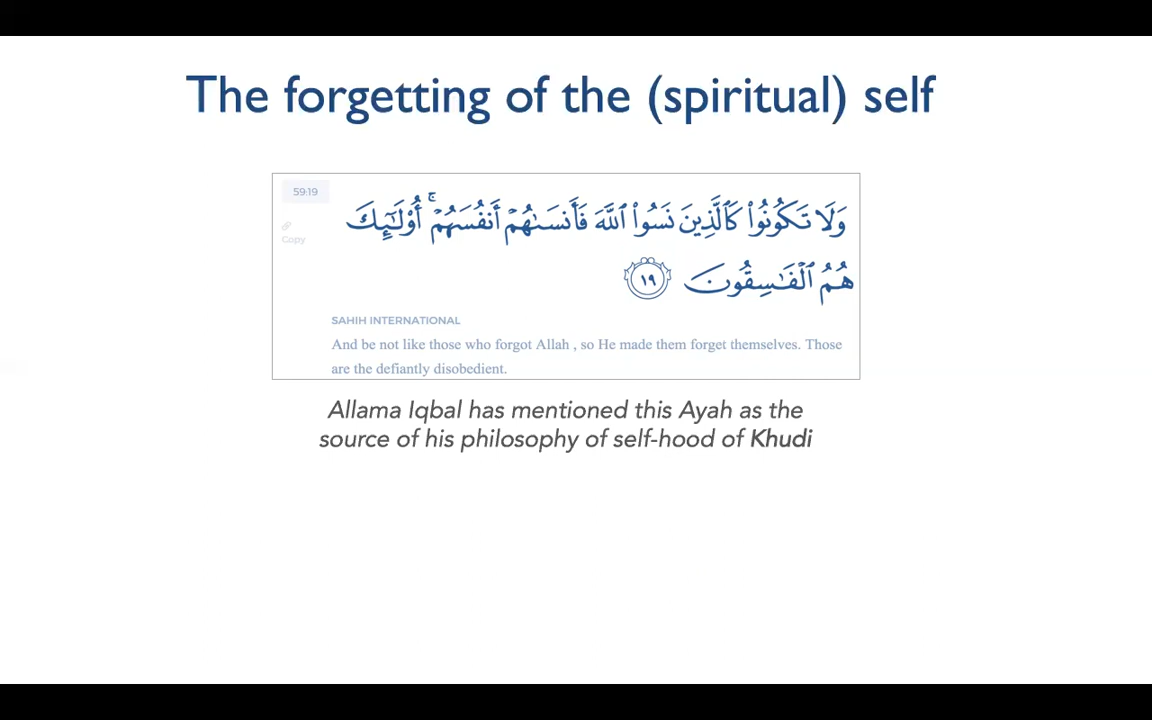 The forgetting of the (spiritual) self
59:19
وَلَا تَكُونُوا۟ كَٱلَّذِينَ نَسُوا۟ ٱللَّهَ فَأَنسَىٰهُمْ أَنفُسَهُمْ ۚ أُو۟لَـٰٓئِكَ
هُمُ ٱلْفَـٰسِقُونَ ١٩
Copy
SAHIH INTERNATIONAL
And be not like those who forgot Allah , so He made them forget themselves. Those
are the defiantly disobedient.
Allama Iqbal has mentioned this Ayah as the
source of his philosophy of self-hood of Khudi